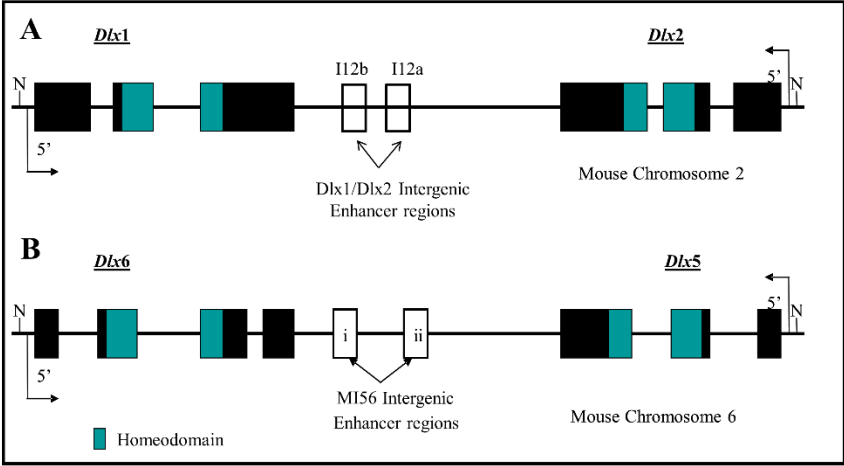 A
Dlx1
Dlx2
I12b
I12a
N
5’
5’
N
Dlx1/Dlx2 Intergenic
Enhancer regions
Mouse Chromosome 2
B
Dlx6
Dlx5
N
i
ii
5’
5’
N
MI56 Intergenic
Enhancer regions
Mouse Chromosome 6
Homeodomain